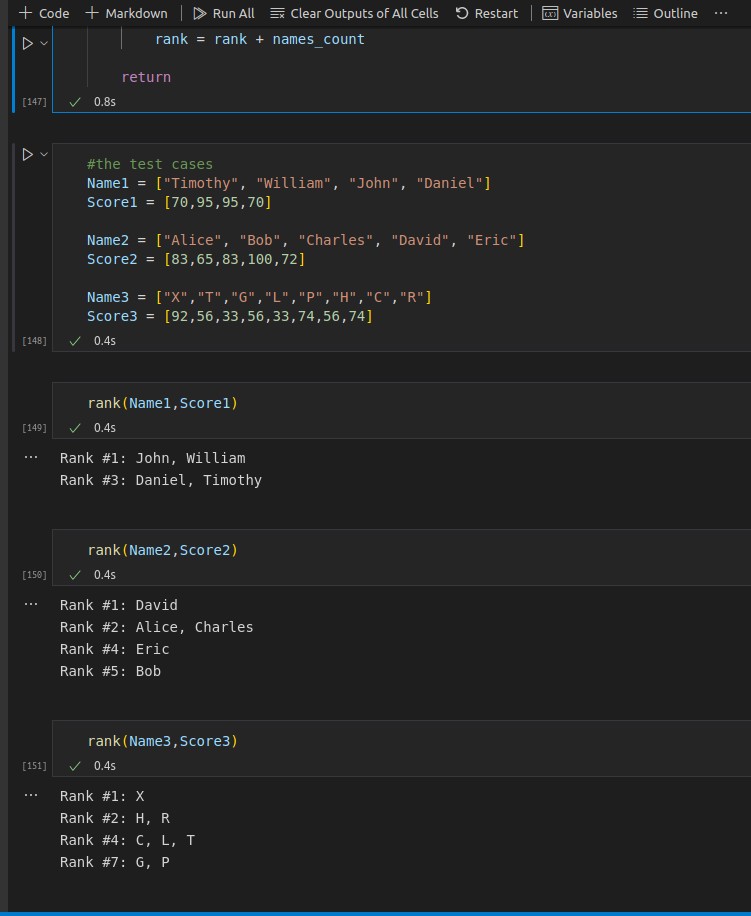 Code Markdown Run All Clear Outputs of All Cells Restart Variables Outline ...
rank = rank + names_count
return
[147] 0.8s
#the test cases
Name1 = ["Timothy", "William", "John", "Daniel"]
Score1 = [70,95,95,70]
Name2 = ["Alice", "Bob", "Charles", "David", "Eric"]
Score2 = [83,65,83,100,72]
Name3 = ["X","T","G","L","P","H","C","R"]
Score3 = [92,56,33,56,33,74,56,74]
[148] 0.4s
rank(Name1,Score1)
[149] 0.4s
... Rank #1: John, William
Rank #3: Daniel, Timothy
rank(Name2,Score2)
[150] 0.4s
... Rank #1: David
Rank #2: Alice, Charles
Rank #4: Eric
Rank #5: Bob
rank(Name3,Score3)
[151] 0.4s
... Rank #1: X
Rank #2: H, R
Rank #4: C, L, T
Rank #7: G, P